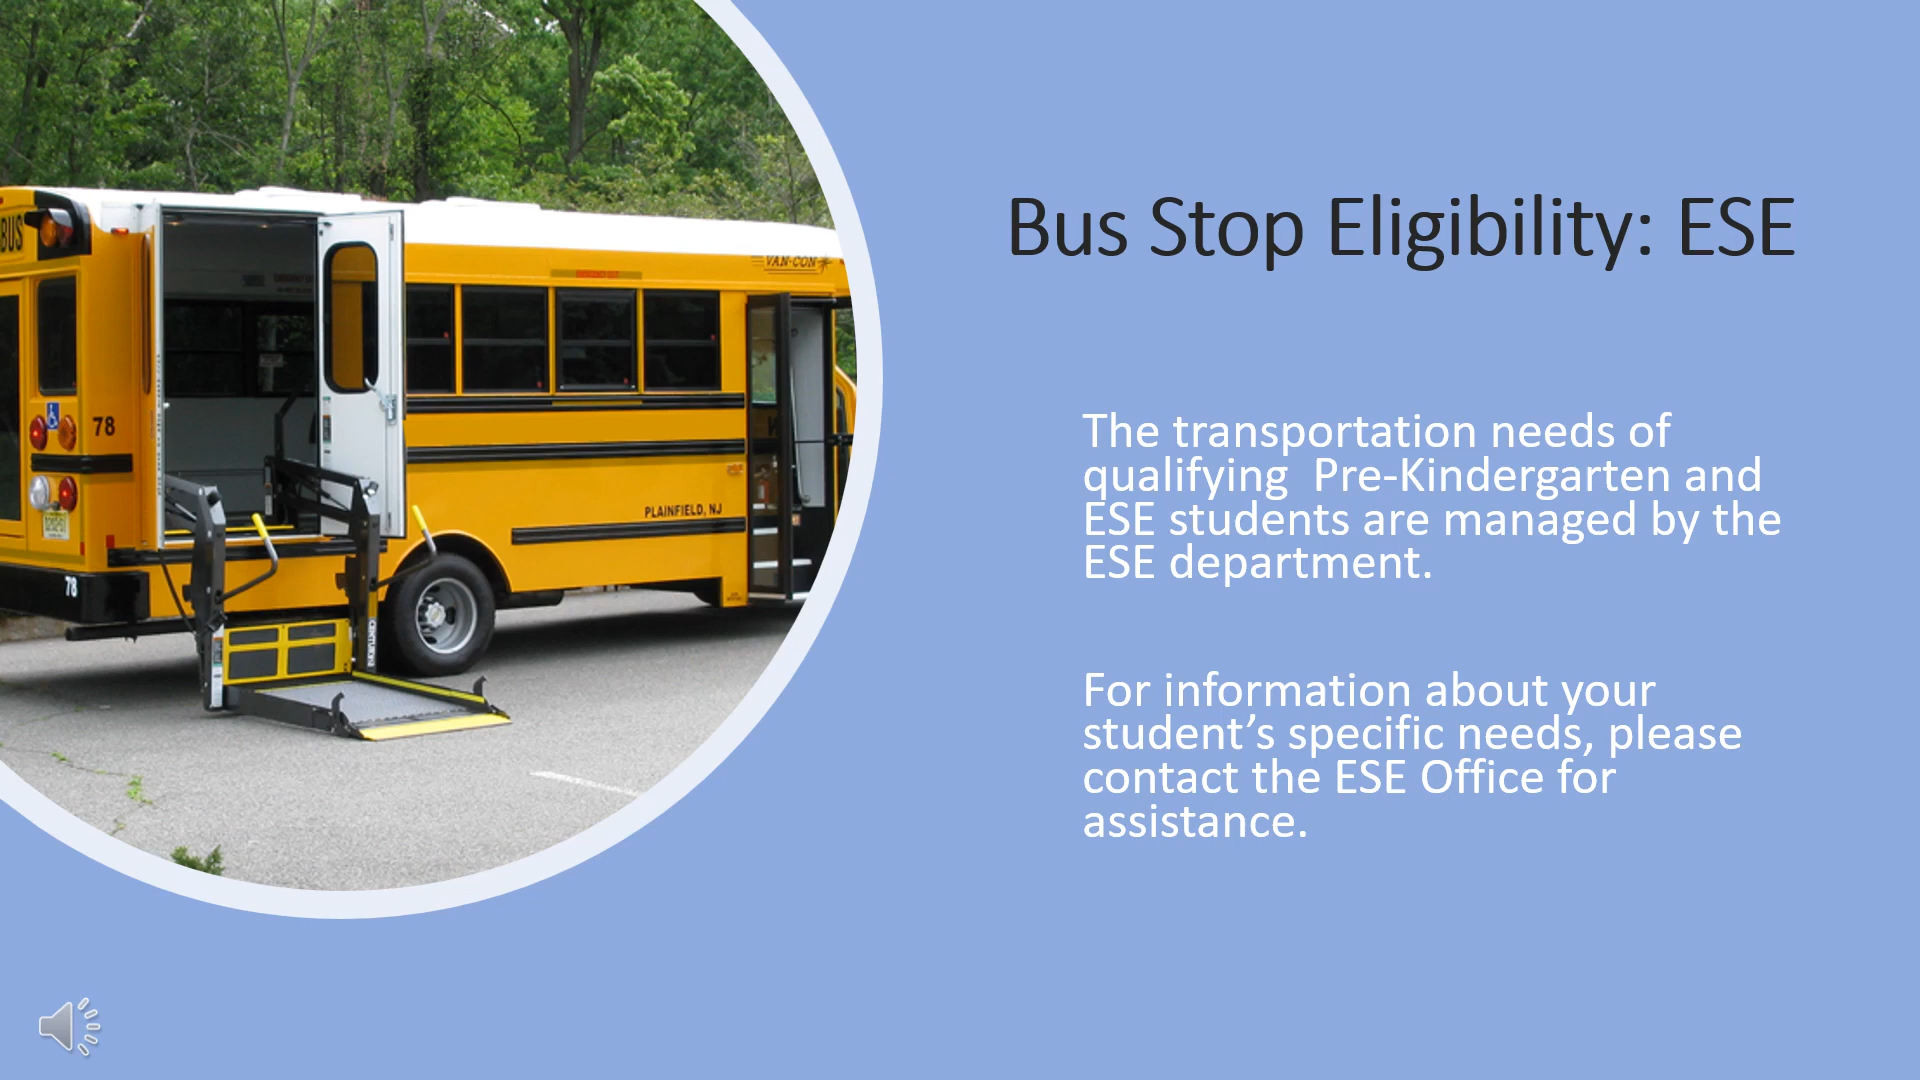 Bus Stop Eligibility: ESE
The transportation needs of
qualifying  Pre-Kindergarten and
ESE students are managed by the
ESE department.
For information about your
student’s specific needs, please
contact the ESE Office for
assistance.
BUS
VAN-CON
78
PLAINFIELD, NJ
78
CENTURION